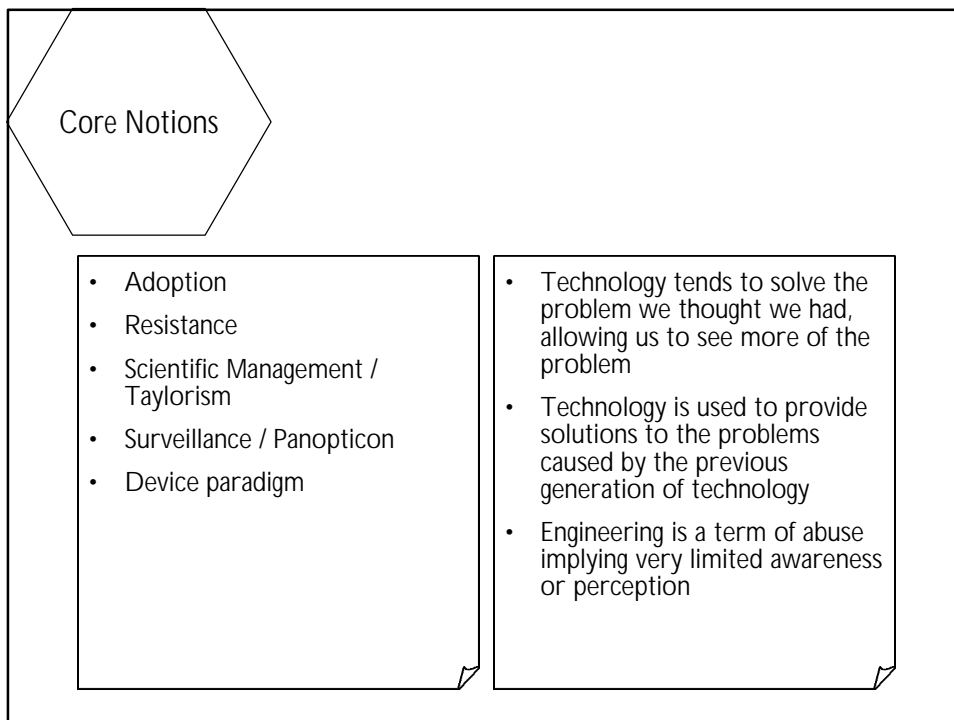 Core Notions
• Adoption
• Resistance
• Scientific Management /
Taylorism
• Surveillance / Panopticon
• Device paradigm
• Technology tends to solve the
problem we thought we had,
allowing us to see more of the
problem
• Technology is used to provide
solutions to the problems
caused by the previous
generation of technology
• Engineering is a term of abuse
implying very limited awareness
or perception